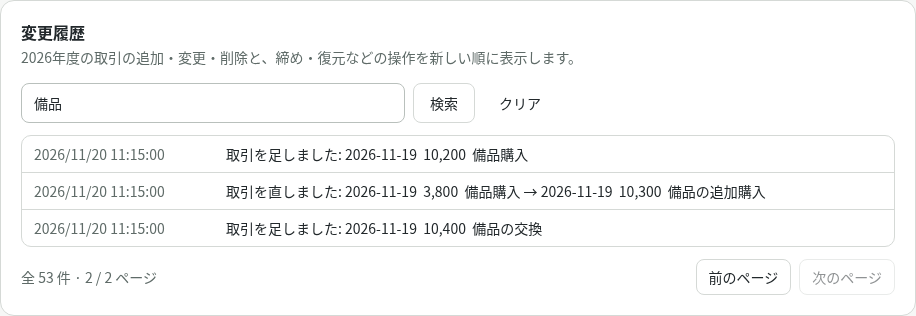 変更履歴
2026年度の取引の追加・変更・削除と、締め・復元などの操作を新しい順に表示します。
備品 検索 クリア
2026/11/20 11:15:00 取引を足しました: 2026-11-19 10,200 備品購入
2026/11/20 11:15:00 取引を直しました: 2026-11-19 3,800 備品購入 → 2026-11-19 10,300 備品の追加購入
2026/11/20 11:15:00 取引を足しました: 2026-11-19 10,400 備品の交換
全 53 件 · 2 / 2 ページ 前のページ 次のページ